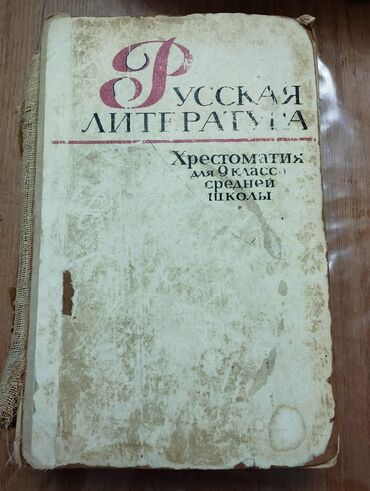 Русская
литература
Хрестоматия
для 9 класса
средней
школы